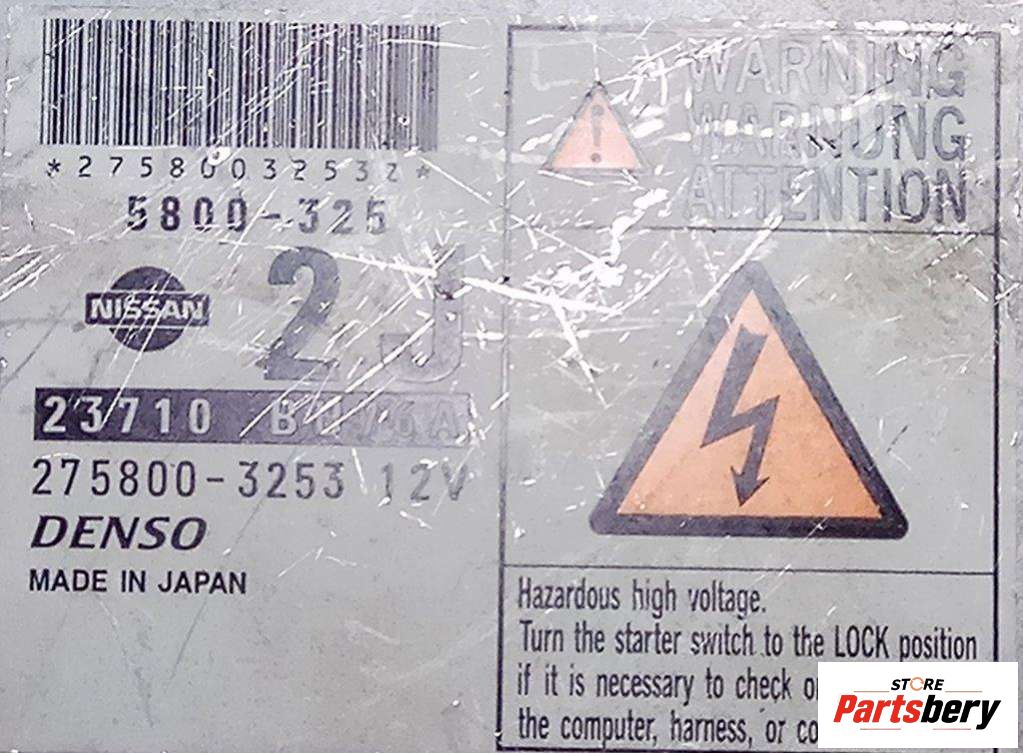 *27580032532*
5800-325
NISSAN
2J
23710
275800-3253 12V
DENSO
MADE IN JAPAN
WARNING
WARNUNG
ATTENTION
Hazardous high voltage.
Turn the starter switch to the LOCK position
if it is necessary to check
the computer, harness, or
STORE
Partsbery